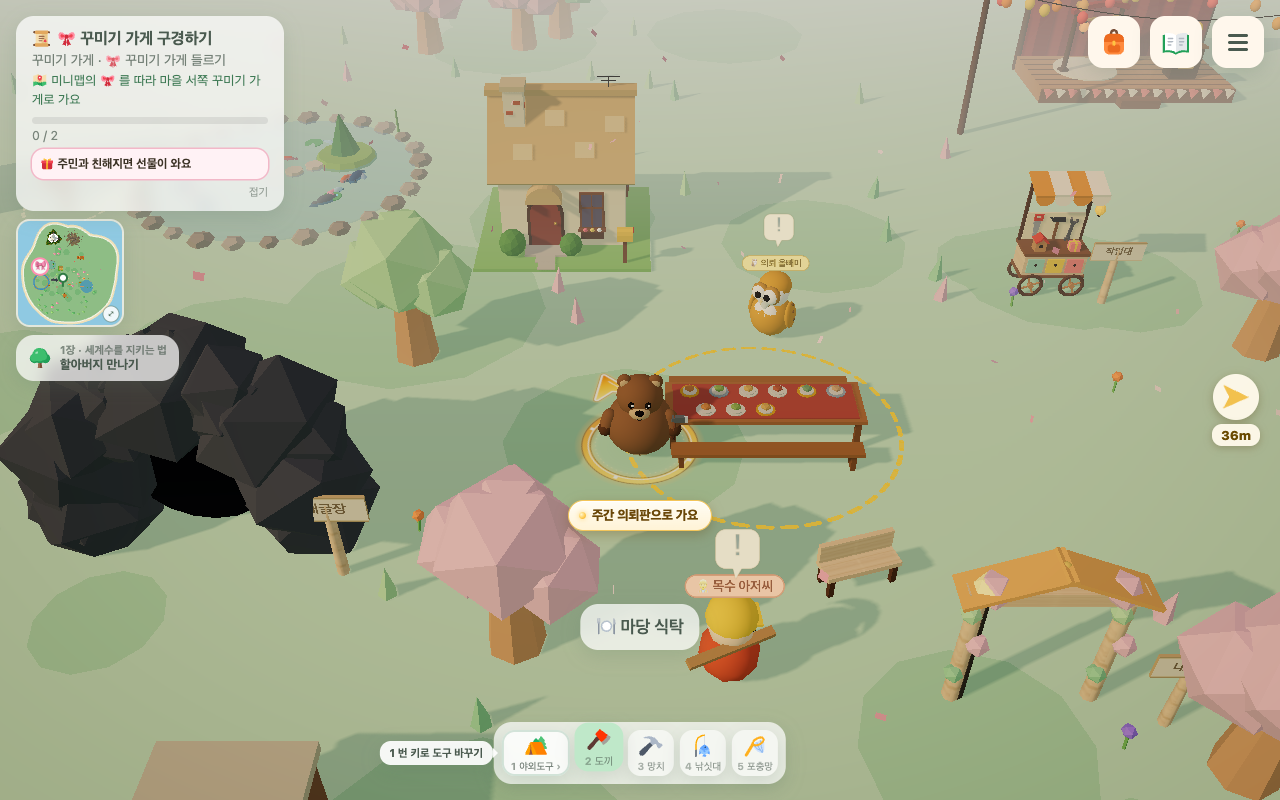 꾸미기 가게 구경하기
꾸미기 가게 · 꾸미기 가게 들르기
미니맵의 를 따라 마을 서쪽 꾸미기 가
게로 가요
0 / 2
주민과 친해지면 선물이 와요
접기
1장 · 세계수를 지키는 법
할아버지 만나기
! 
의뢰 올빼미
작업대
36m
주간 의뢰판으로 가요
!
목수 아저씨
마당 식탁
1 번 키로 도구 바꾸기
1 야외도구 ›
2 도끼
3 망치
4 낚싯대
5 포충망